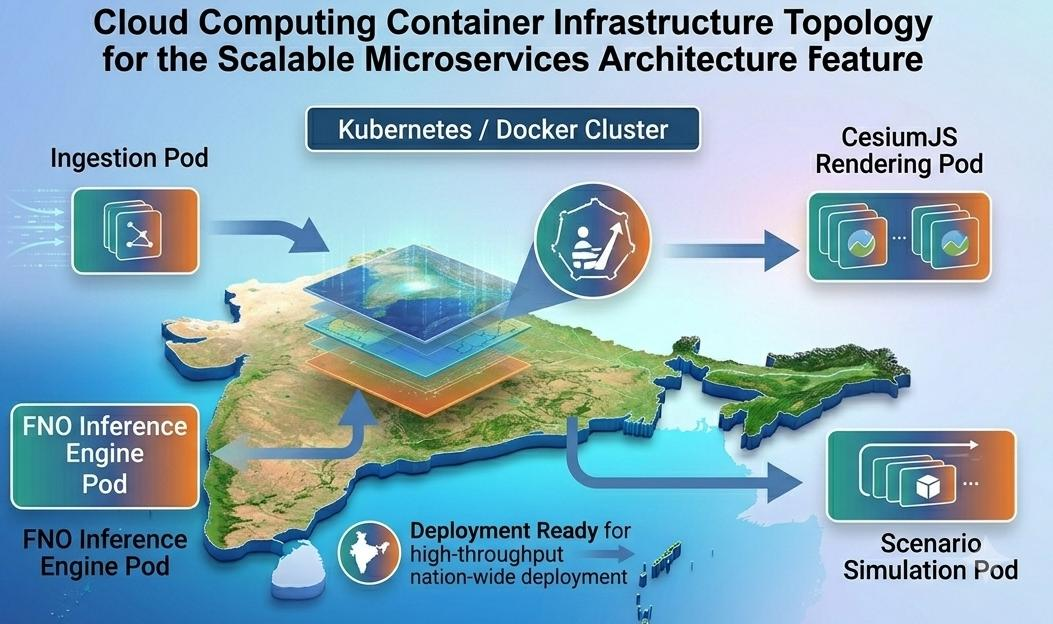 Cloud Computing Container Infrastructure Topology
for the Scalable Microservices Architecture Feature
Kubernetes / Docker Cluster
Ingestion Pod
CesiumJS
Rendering Pod
FNO Inference
Engine
Pod
FNO Inference
Engine Pod
Deployment Ready for
high-throughput
nation-wide deployment
Scenario
Simulation Pod